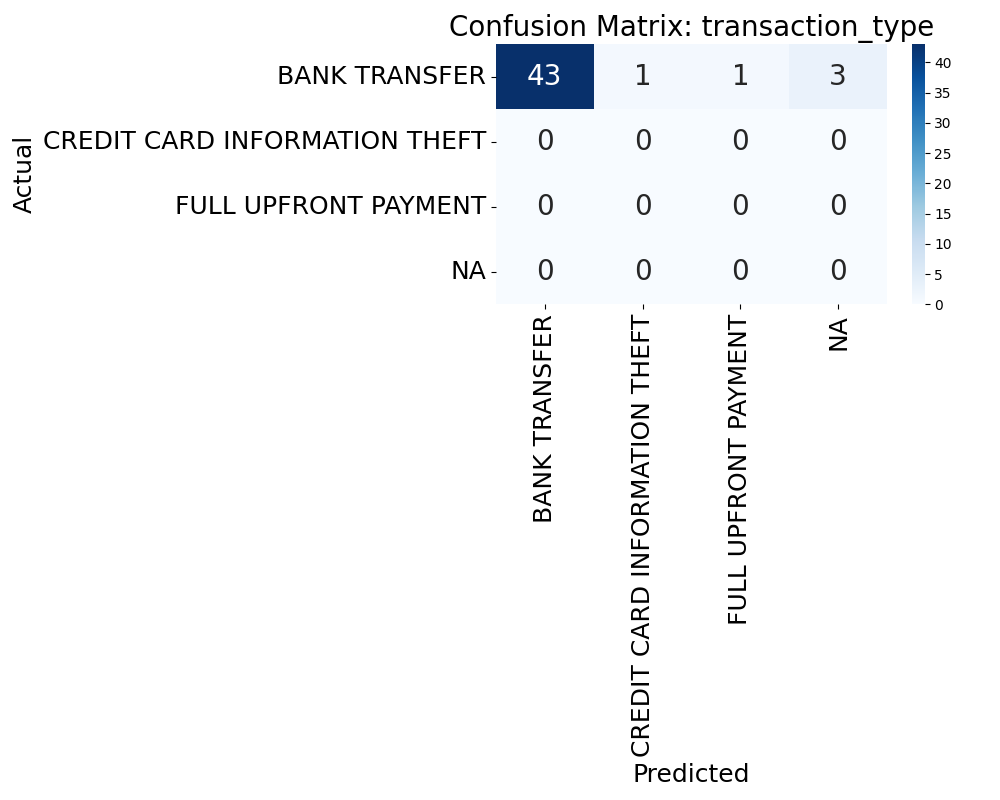 Confusion Matrix: transaction_type
Actual
BANK TRANSFER 43 1 1 3
CREDIT CARD INFORMATION THEFT 0 0 0 0
FULL UPFRONT PAYMENT 0 0 0 0
NA 0 0 0 0
40
35
30
25
20
15
10
5
0
BANK TRANSFER
CREDIT CARD INFORMATION THEFT
FULL UPFRONT PAYMENT
NA
Predicted